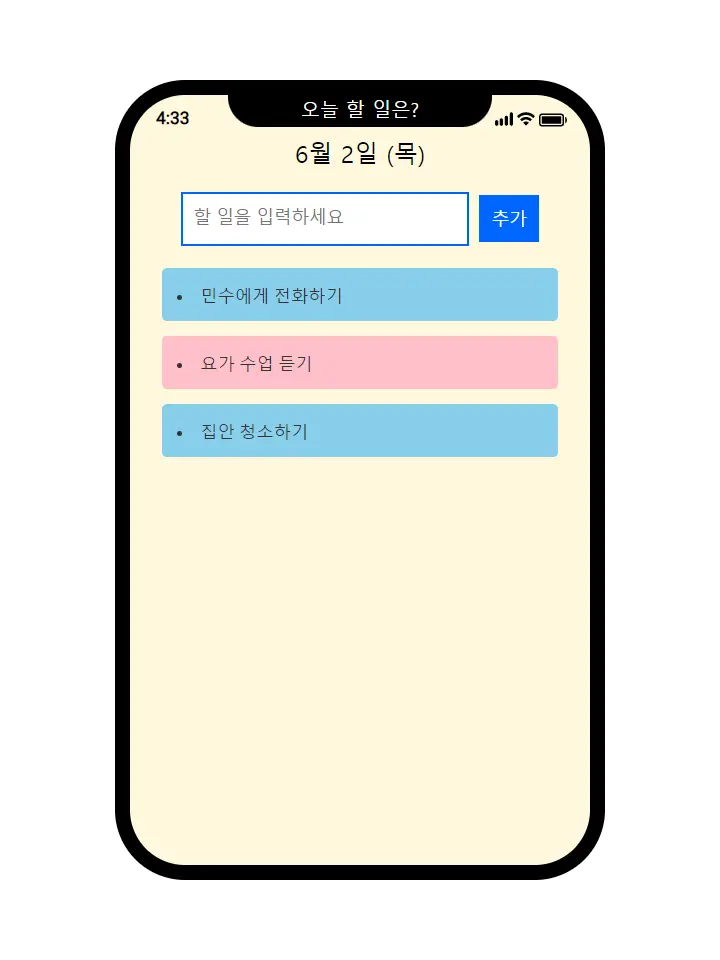 오늘 할 일은?
4:33
6월 2일 (목)
할 일을 입력하세요
추가
민수에게 전화하기
요가 수업 듣기
집안 청소하기